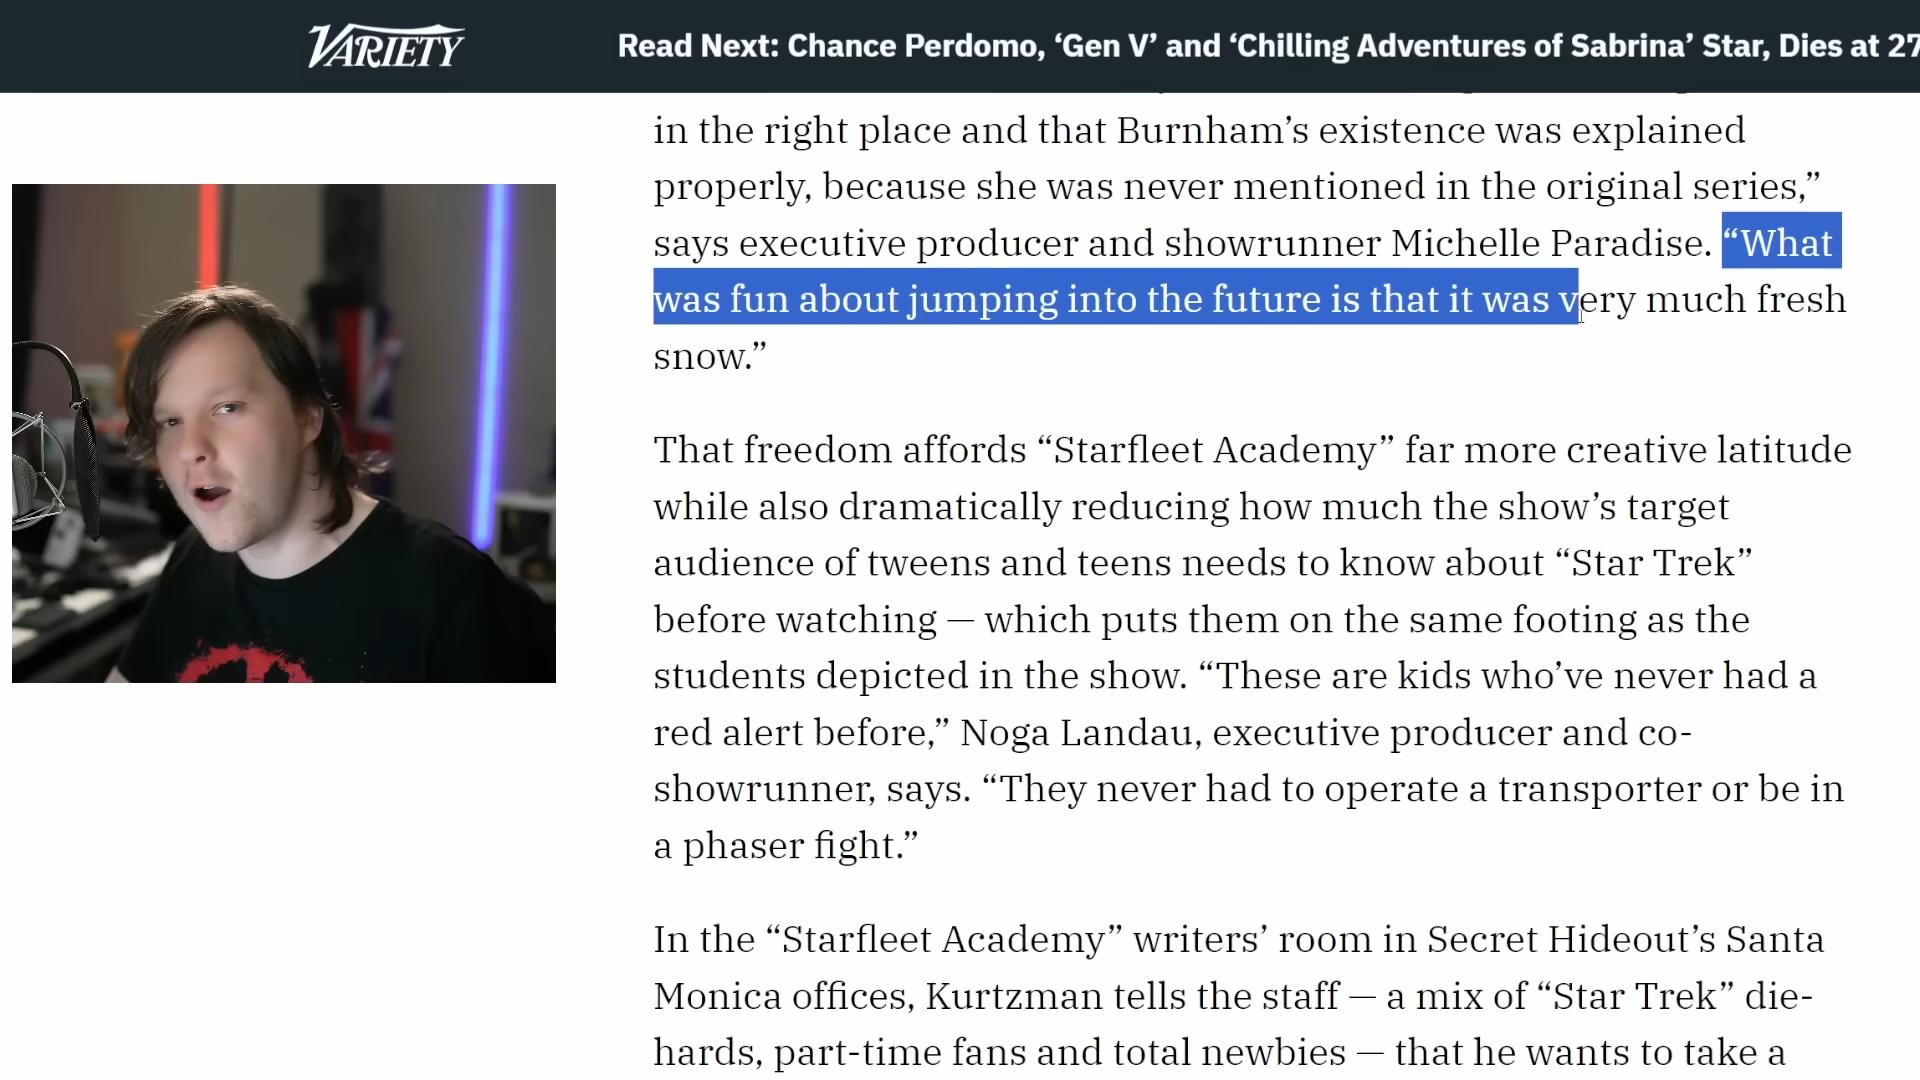 VARIETY
Read Next: Chance Perdomo, ‘Gen V’ and ‘Chilling Adventures of Sabrina’ Star, Dies at 27
in the right place and that Burnham’s existence was explained
properly, because she was never mentioned in the original series,”
says executive producer and showrunner Michelle Paradise. “What
was fun about jumping into the future is that it was very much fresh
snow.”
That freedom affords “Starfleet Academy” far more creative latitude
while also dramatically reducing how much the show’s target
audience of tweens and teens needs to know about “Star Trek”
before watching — which puts them on the same footing as the
students depicted in the show. “These are kids who’ve never had a
red alert before,” Noga Landau, executive producer and co-
showrunner, says. “They never had to operate a transporter or be in
a phaser fight.”
In the “Starfleet Academy” writers’ room in Secret Hideout’s Santa
Monica offices, Kurtzman tells the staff — a mix of “Star Trek” die-
hards, part-time fans and total newbies — that he wants to take a